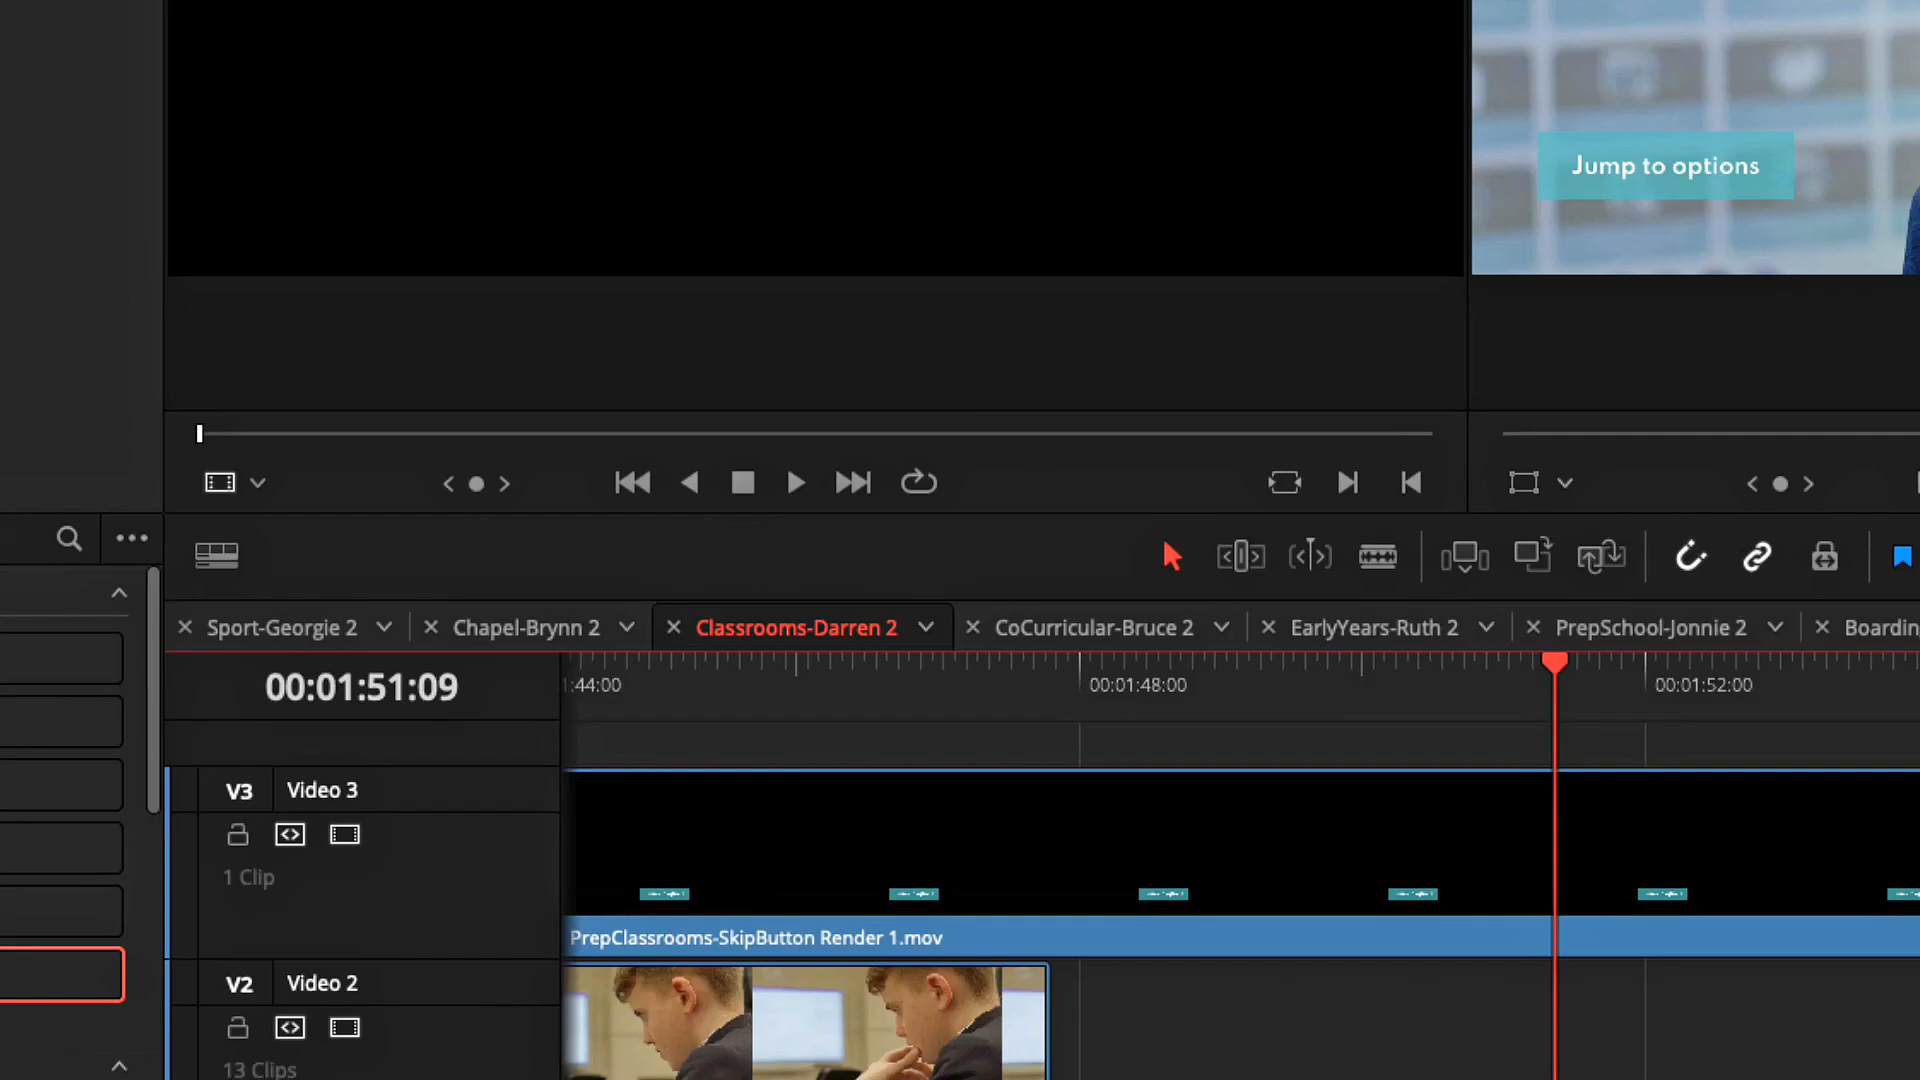 Jump to options
Sport-Georgie 2
Chapel-Brynn 2
Classrooms-Darren 2
CoCurricular-Bruce 2
EarlyYears-Ruth 2
PrepSchool-Jonnie 2
Boardin
00:01:51:09
1:44:00
00:01:48:00
00:01:52:00
V3
Video 3
1 Clip
PrepClassrooms-SkipButton Render 1.mov
V2
Video 2
13 Clips